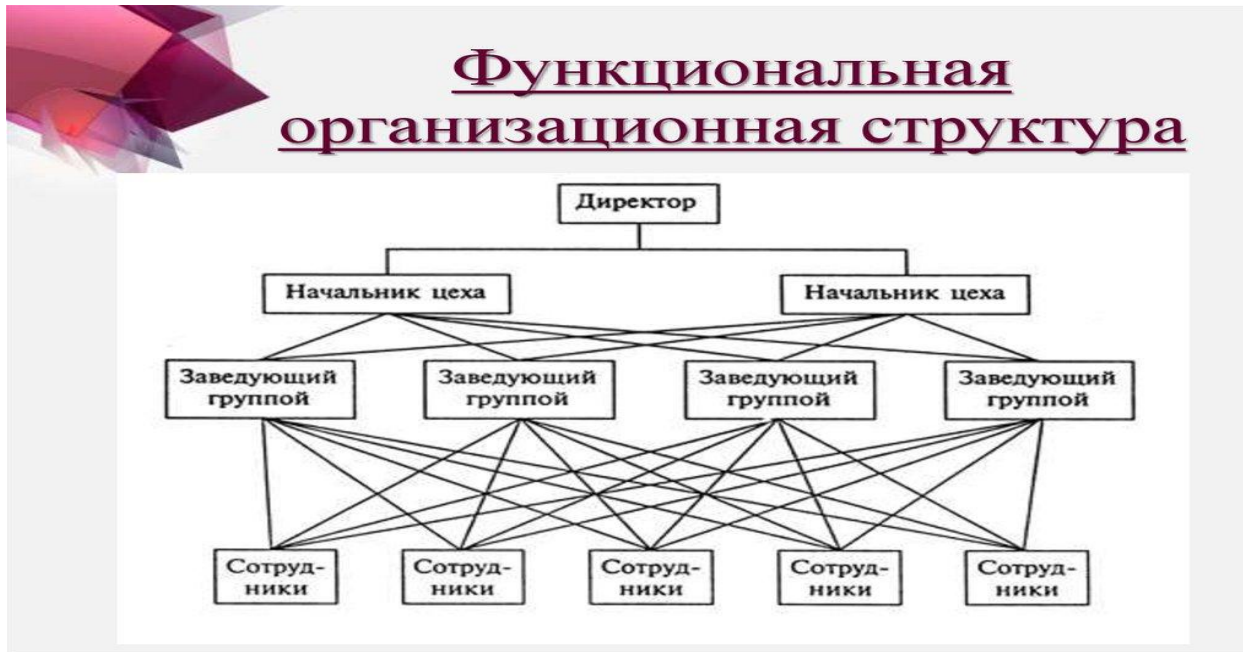 Функциональная
организационная структура
Директор
Начальник цеха
Начальник цеха
Заведующий
группой
Заведующий
группой
Заведующий
группой
Заведующий
группой
Сотруд-
ники
Сотруд-
ники
Сотруд-
ники
Сотруд-
ники
Сотруд-
ники